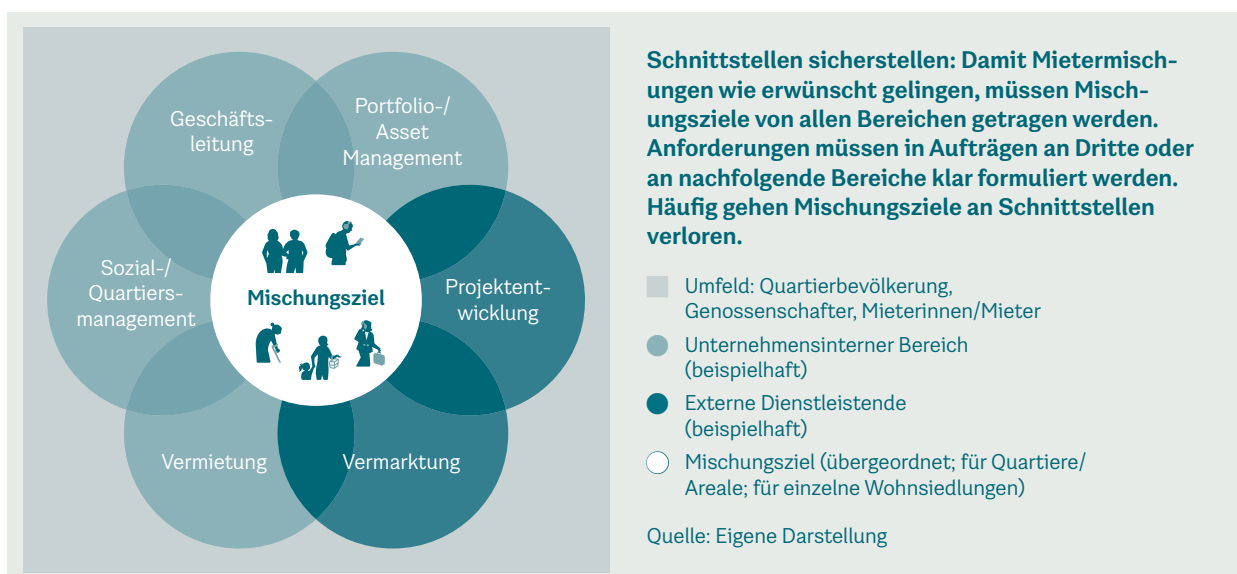 Geschäfts-
leitung
Portfolio-/
Asset
Management
Sozial-/
Quartiers-
management
Mischungsziel
Projektent-
wicklung
Vermietung
Vermarktung
Schnittstellen sicherstellen: Damit Mietermisch-
ungen wie erwünscht gelingen, müssen Misch-
ungsziele von allen Bereichen getragen werden.
Anforderungen müssen in Aufträgen an Dritte oder
an nachfolgende Bereiche klar formuliert werden.
Häufig gehen Mischungsziele an Schnittstellen
verloren.
Umfeld: Quartierbevölkerung,
Genossenschafter, Mieterinnen/Mieter
Unternehmensinterner Bereich
(beispielhaft)
Externe Dienstleistende
(beispielhaft)
Mischungsziel (übergeordnet; für Quartiere/
Areale; für einzelne Wohnsiedlungen)
Quelle: Eigene Darstellung